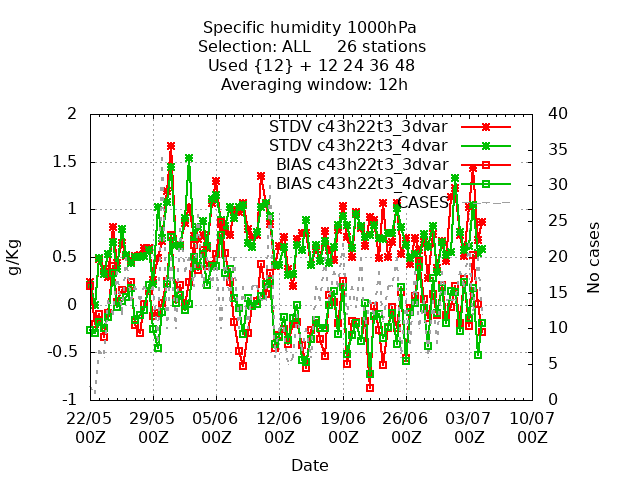 Specific humidity 1000hPa
Selection: ALL 26 stations
Used {12} + 12 24 36 48
Averaging window: 12h
2 40
STDV c43h22t3_3dvar
35
STDV c43h22t3_4dvar
1.5
BIAS c43h22t3_3dvar
30
BIAS c43h22t3_4dvar
1 CASES
25
g/Kg 0.5 20 No cases
15
0
10
-0.5
5
-1 0
22/05 29/05 05/06 12/06 19/06 26/06 03/07 10/07
00Z 00Z 00Z 00Z 00Z 00Z 00Z 00Z
Date